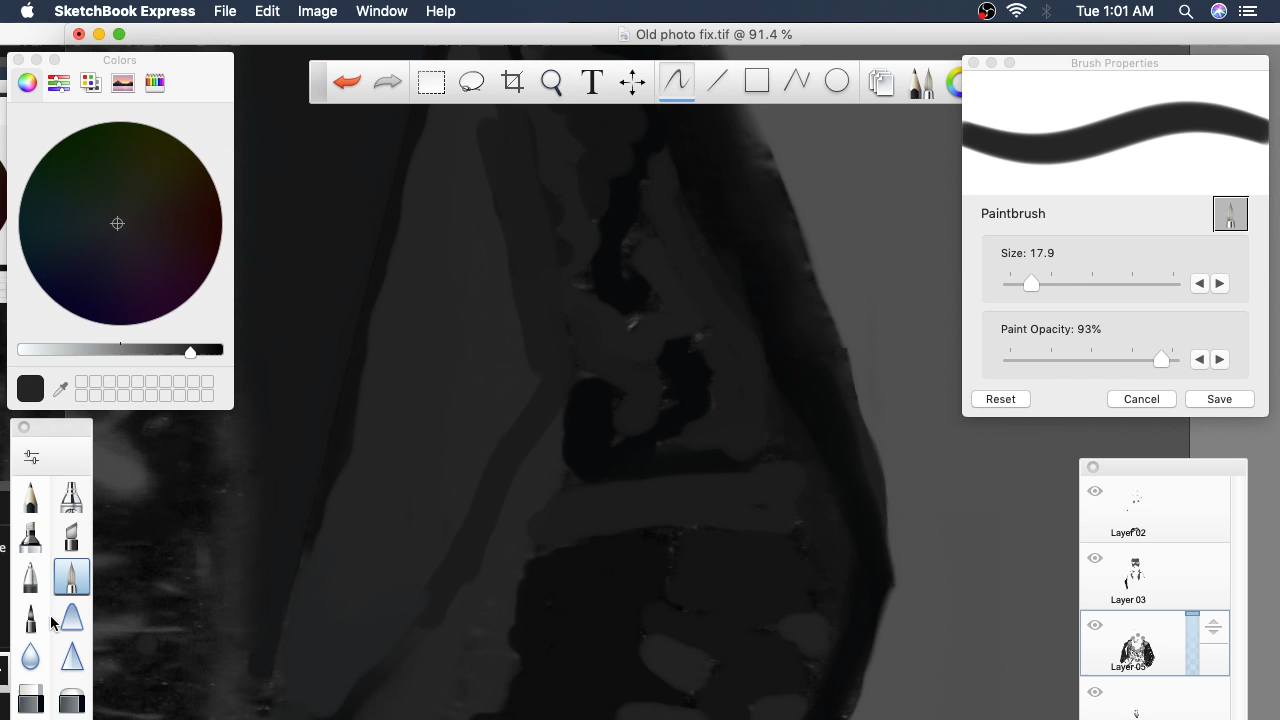 SketchBook Express File Edit Image Window Help Tue 1:01 AM
Old photo fix.tif @ 91.4 %
Colors
Brush Properties
T
Paintbrush
Size: 17.9
Paint Opacity: 93%
Reset Cancel Save
Layer 02
Layer 03
Layer 05